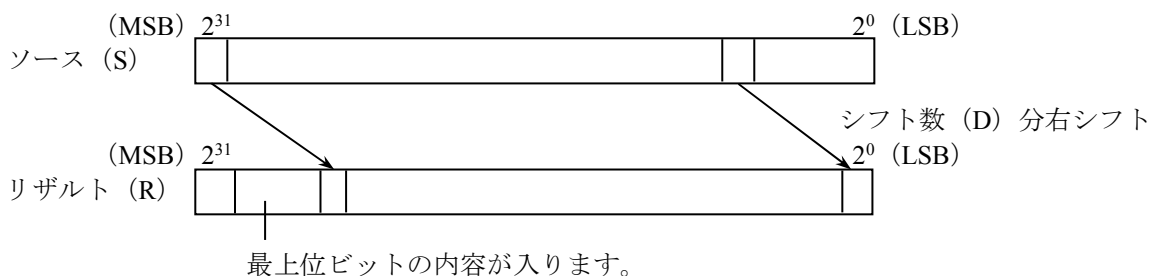 (MSB) 2³¹ 2⁰ (LSB)
ソース (S)
シフト数 (D) 分右シフト
(MSB) 2³¹ 2⁰ (LSB)
リザルト (R)
最上位ビットの内容が入ります。